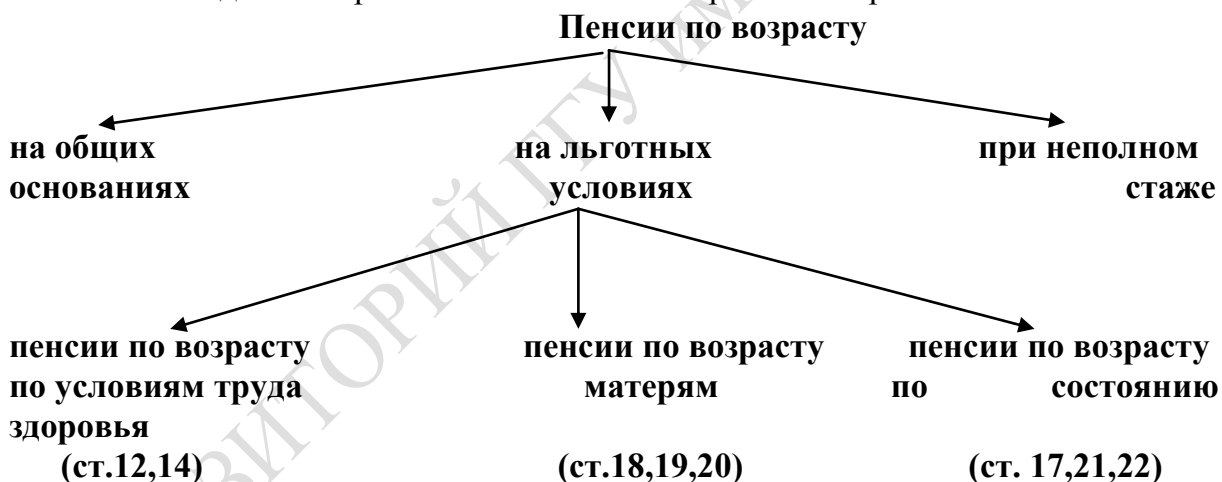 Пенсии по возрасту
на общих на льготных при неполном
основаниях условиях стаже
пенсии по возрасту пенсии по возрасту пенсии по возрасту
по условиям труда матерям по состоянию
здоровья
(ст.12,14) (ст.18,19,20) (ст. 17,21,22)